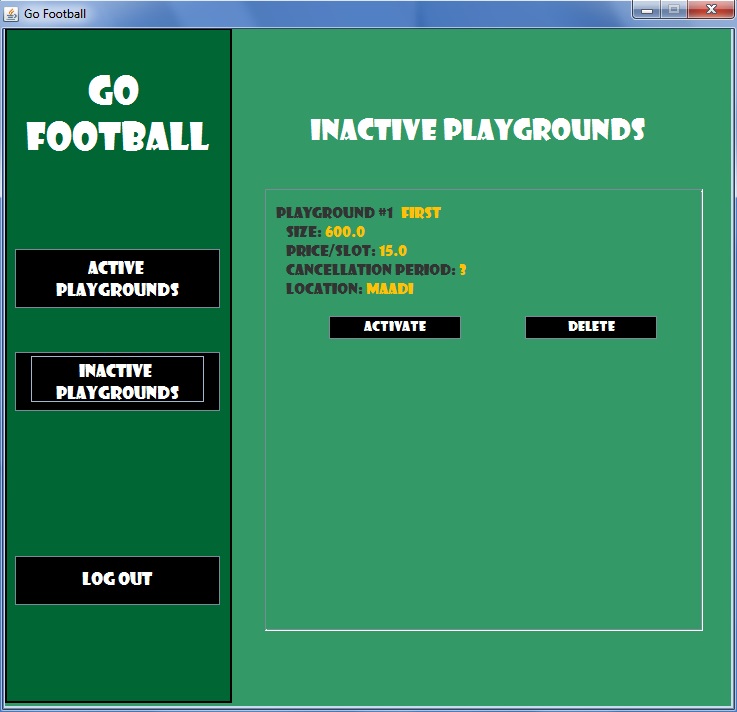 Go Football
GO
FOOTBALL
ACTIVE
PLAYGROUNDS
INACTIVE
PLAYGROUNDS
LOG OUT
INACTIVE PLAYGROUNDS
PLAYGROUND #1 FIRST
SIZE: 600.0
PRICE/SLOT: 15.0
CANCELLATION PERIOD: 3
LOCATION: MAADI
ACTIVATE DELETE